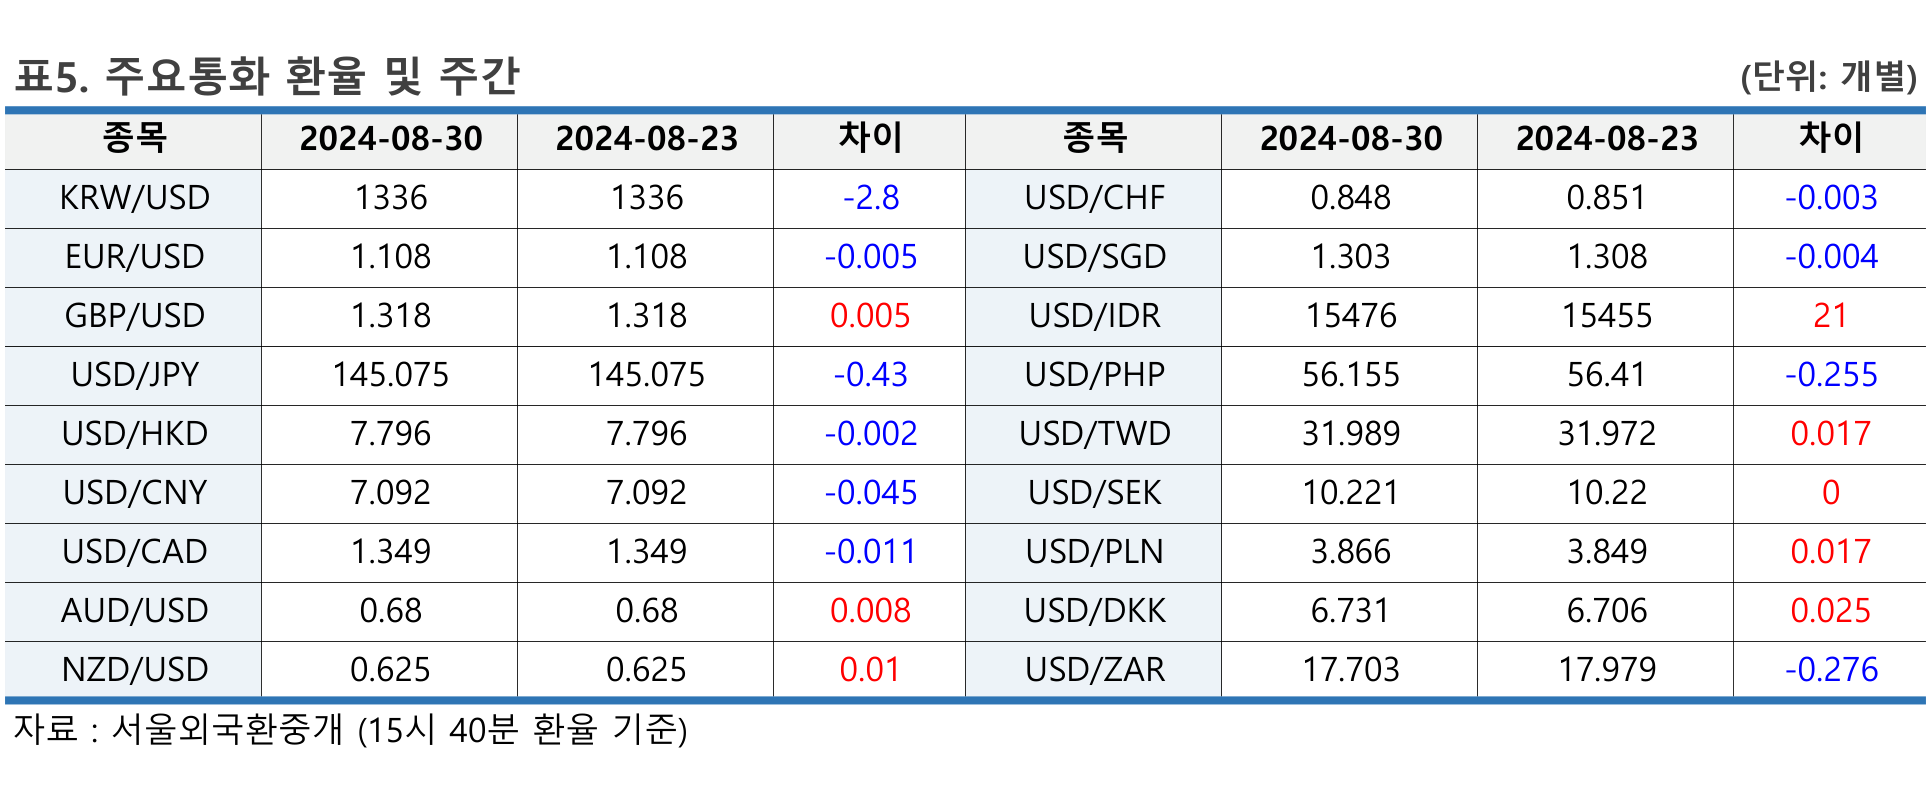 표5. 주요통화 환율 및 주간 (단위: 개별)
종목 2024-08-30 2024-08-23 차이 종목 2024-08-30 2024-08-23 차이
KRW/USD 1336 1336 -2.8 USD/CHF 0.848 0.851 -0.003
EUR/USD 1.108 1.108 -0.005 USD/SGD 1.303 1.308 -0.004
GBP/USD 1.318 1.318 0.005 USD/IDR 15476 15455 21
USD/JPY 145.075 145.075 -0.43 USD/PHP 56.155 56.41 -0.255
USD/HKD 7.796 7.796 -0.002 USD/TWD 31.989 31.972 0.017
USD/CNY 7.092 7.092 -0.045 USD/SEK 10.221 10.22 0
USD/CAD 1.349 1.349 -0.011 USD/PLN 3.866 3.849 0.017
AUD/USD 0.68 0.68 0.008 USD/DKK 6.731 6.706 0.025
NZD/USD 0.625 0.625 0.01 USD/ZAR 17.703 17.979 -0.276
자료 : 서울외국환중개 (15시 40분 환율 기준)